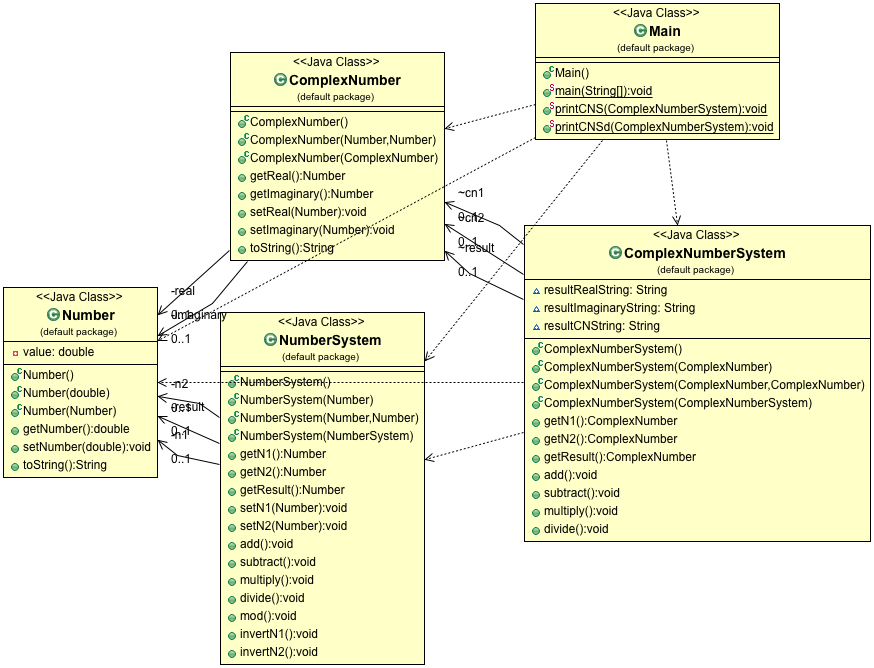 <<Java Class>>
Main
(default package)
Main()
main(String[]):void
printCNS(ComplexNumberSystem):void
printCNSd(ComplexNumberSystem):void
<<Java Class>>
ComplexNumber
(default package)
ComplexNumber()
ComplexNumber(Number,Number)
ComplexNumber(ComplexNumber)
getReal():Number
getImaginary():Number
setReal(Number):void
setImaginary(Number):void
toString():String
~cn1
0..1
~cn2
0..1
~result
0..1
<<Java Class>>
ComplexNumberSystem
(default package)
resultRealString: String
resultImaginaryString: String
resultCNString: String
ComplexNumberSystem()
ComplexNumberSystem(ComplexNumber)
ComplexNumberSystem(ComplexNumber,ComplexNumber)
ComplexNumberSystem(ComplexNumberSystem)
getN1():ComplexNumber
getN2():ComplexNumber
getResult():ComplexNumber
add():void
subtract():void
multiply():void
divide():void
-real
0..1
-imaginary
0..1
<<Java Class>>
Number
(default package)
value: double
Number()
Number(double)
Number(Number)
getNumber():double
setNumber(double):void
toString():String
-n2
0..1
-result
0..1
-n1
0..1
<<Java Class>>
NumberSystem
(default package)
NumberSystem()
NumberSystem(Number)
NumberSystem(Number,Number)
NumberSystem(NumberSystem)
getN1():Number
getN2():Number
getResult():Number
setN1(Number):void
setN2(Number):void
add():void
subtract():void
multiply():void
divide():void
mod():void
invertN1():void
invertN2():void